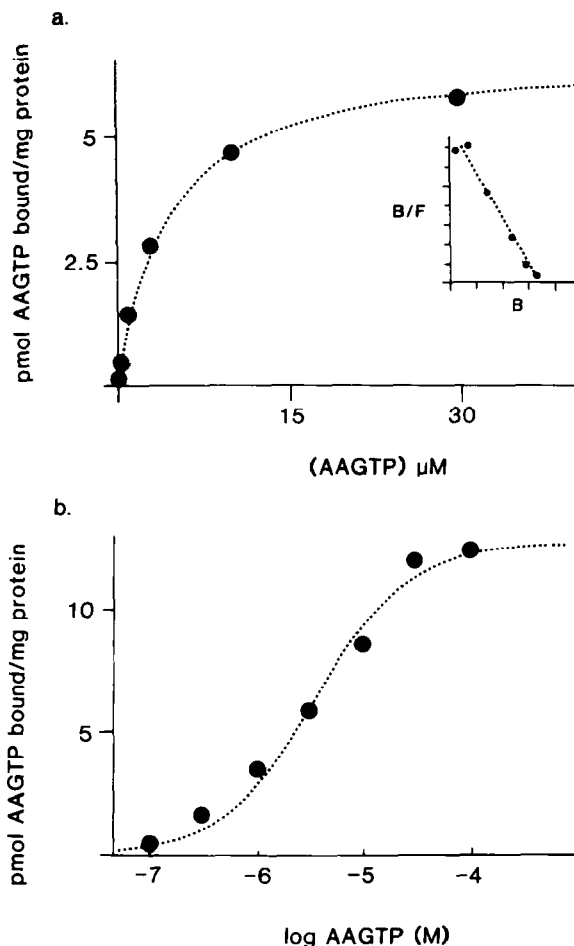 a.
pmol AAGTP bound/mg protein
5
2.5
15
30
(AAGTP) µM
B/F
B
b.
pmol AAGTP bound/mg protein
10
5
-7
-6
-5
-4
log AAGTP (M)